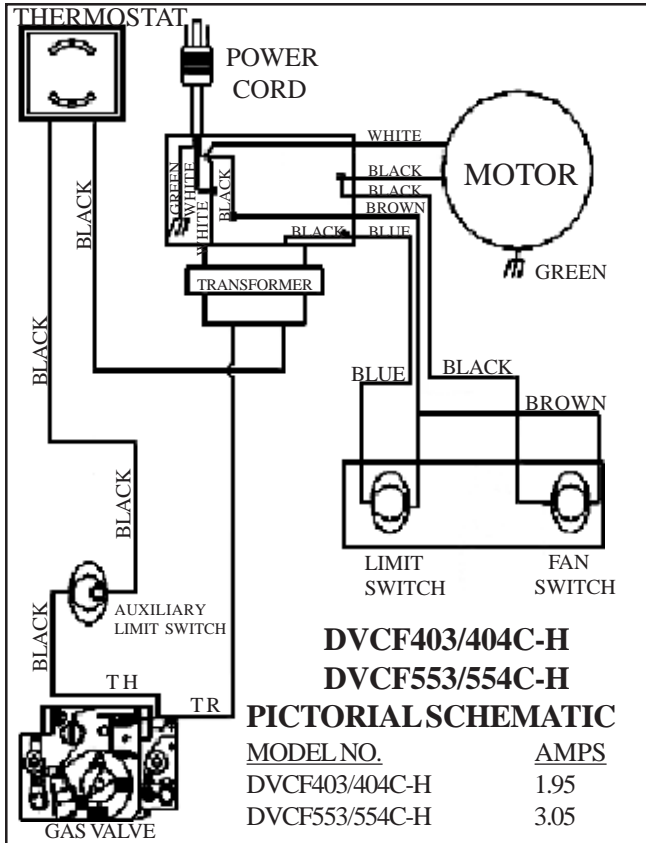 THERMOSTAT
POWER
CORD
WHITE
MOTOR
BLACK
BLACK
BROWN
GREEN
WHITE
BLACK
WHITE
BLACK
BLUE
GREEN
TRANSFORMER
BLACK
BLACK
BLUE
BLACK
BROWN
BLACK
LIMIT
SWITCH
FAN
SWITCH
AUXILIARY
LIMIT SWITCH
BLACK
TH
TR
GAS VALVE
DVCF403/404C-H
DVCF553/554C-H
PICTORIAL SCHEMATIC
MODEL NO. AMPS
DVCF403/404C-H 1.95
DVCF553/554C-H 3.05